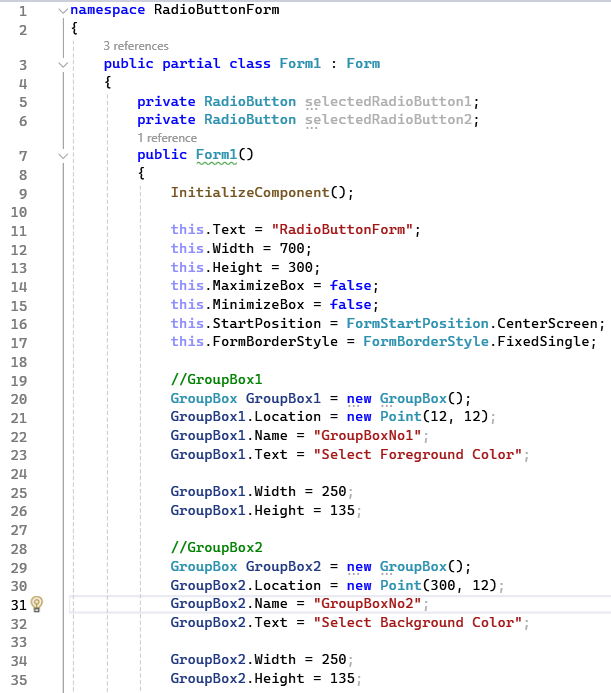 1 namespace RadioButtonForm
2 {
3 references
3 public partial class Form1 : Form
4 {
5 private RadioButton selectedRadioButton1;
6 private RadioButton selectedRadioButton2;
1 reference
7 public Form1()
8 {
9 InitializeComponent();
10
11 this.Text = "RadioButtonForm";
12 this.Width = 700;
13 this.Height = 300;
14 this.MaximizeBox = false;
15 this.MinimizeBox = false;
16 this.StartPosition = FormStartPosition.CenterScreen;
17 this.FormBorderStyle = FormBorderStyle.FixedSingle;
18
19 //GroupBox1
20 GroupBox GroupBox1 = new GroupBox();
21 GroupBox1.Location = new Point(12, 12);
22 GroupBox1.Name = "GroupBoxNo1";
23 GroupBox1.Text = "Select Foreground Color";
24
25 GroupBox1.Width = 250;
26 GroupBox1.Height = 135;
27
28 //GroupBox2
29 GroupBox GroupBox2 = new GroupBox();
30 GroupBox2.Location = new Point(300, 12);
31 GroupBox2.Name = "GroupBoxNo2";
32 GroupBox2.Text = "Select Background Color";
33
34 GroupBox2.Width = 250;
35 GroupBox2.Height = 135;